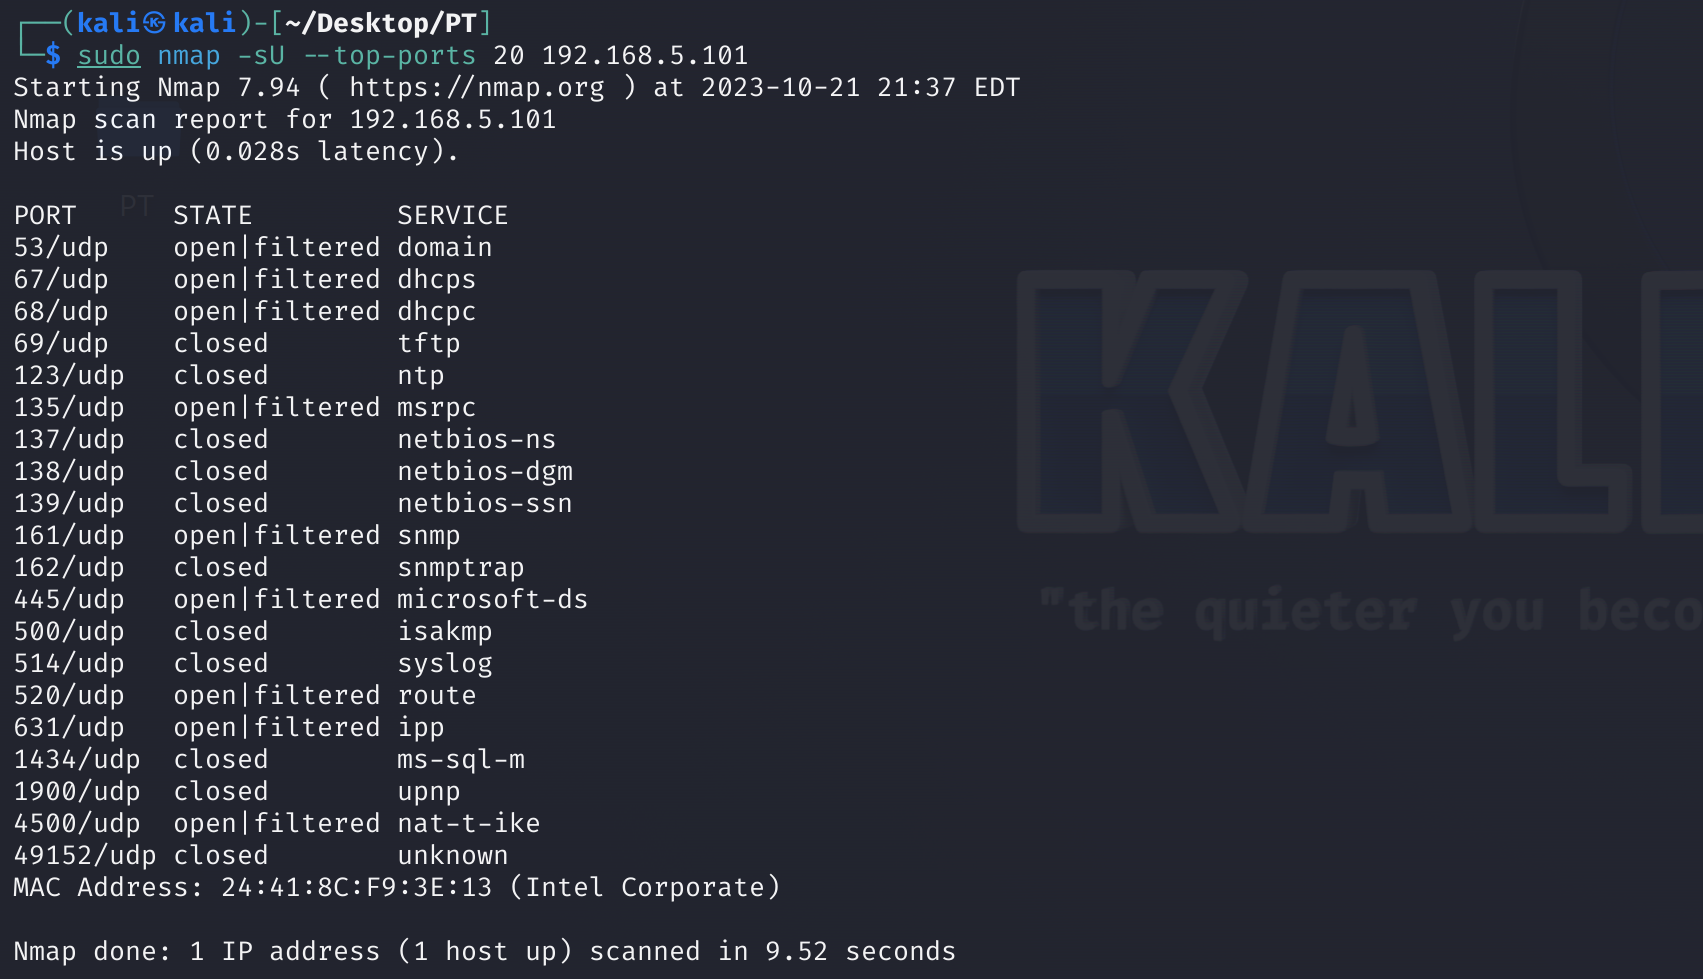 ┌──(kali㉿kali)-[~/Desktop/PT]
└─$ sudo nmap -sU --top-ports 20 192.168.5.101
Starting Nmap 7.94 ( https://nmap.org ) at 2023-10-21 21:37 EDT
Nmap scan report for 192.168.5.101
Host is up (0.028s latency).
PT
PORT      STATE         SERVICE
53/udp    open|filtered domain
67/udp    open|filtered dhcps
68/udp    open|filtered dhcpc
69/udp    closed        tftp
123/udp   closed        ntp
135/udp   open|filtered msrpc
137/udp   closed        netbios-ns
138/udp   closed        netbios-dgm
139/udp   closed        netbios-ssn
161/udp   open|filtered snmp
162/udp   closed        snmptrap
445/udp   open|filtered microsoft-ds
500/udp   closed        isakmp
514/udp   closed        syslog
520/udp   open|filtered route
631/udp   open|filtered ipp
1434/udp  closed        ms-sql-m
1900/udp  closed        upnp
4500/udp  open|filtered nat-t-ike
49152/udp closed        unknown
MAC Address: 24:41:8C:F9:3E:13 (Intel Corporate)
Nmap done: 1 IP address (1 host up) scanned in 9.52 seconds
KALI
"the quieter you beco